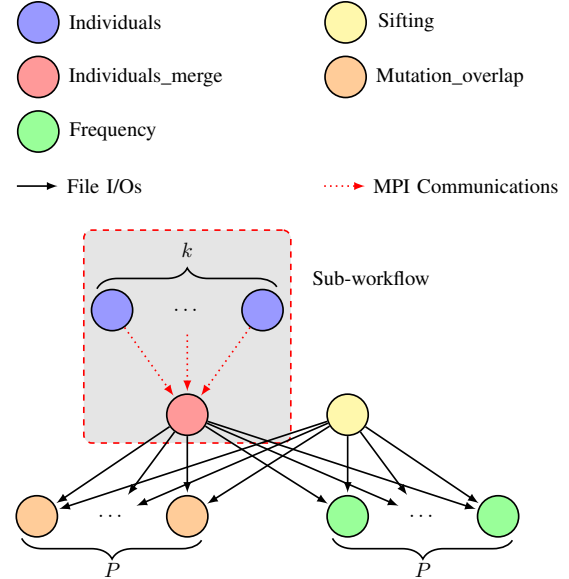 Individuals
Sifting
Individuals_merge
Mutation_overlap
Frequency
File I/Os
MPI Communications
k
Sub-workflow
...
... ...
P P